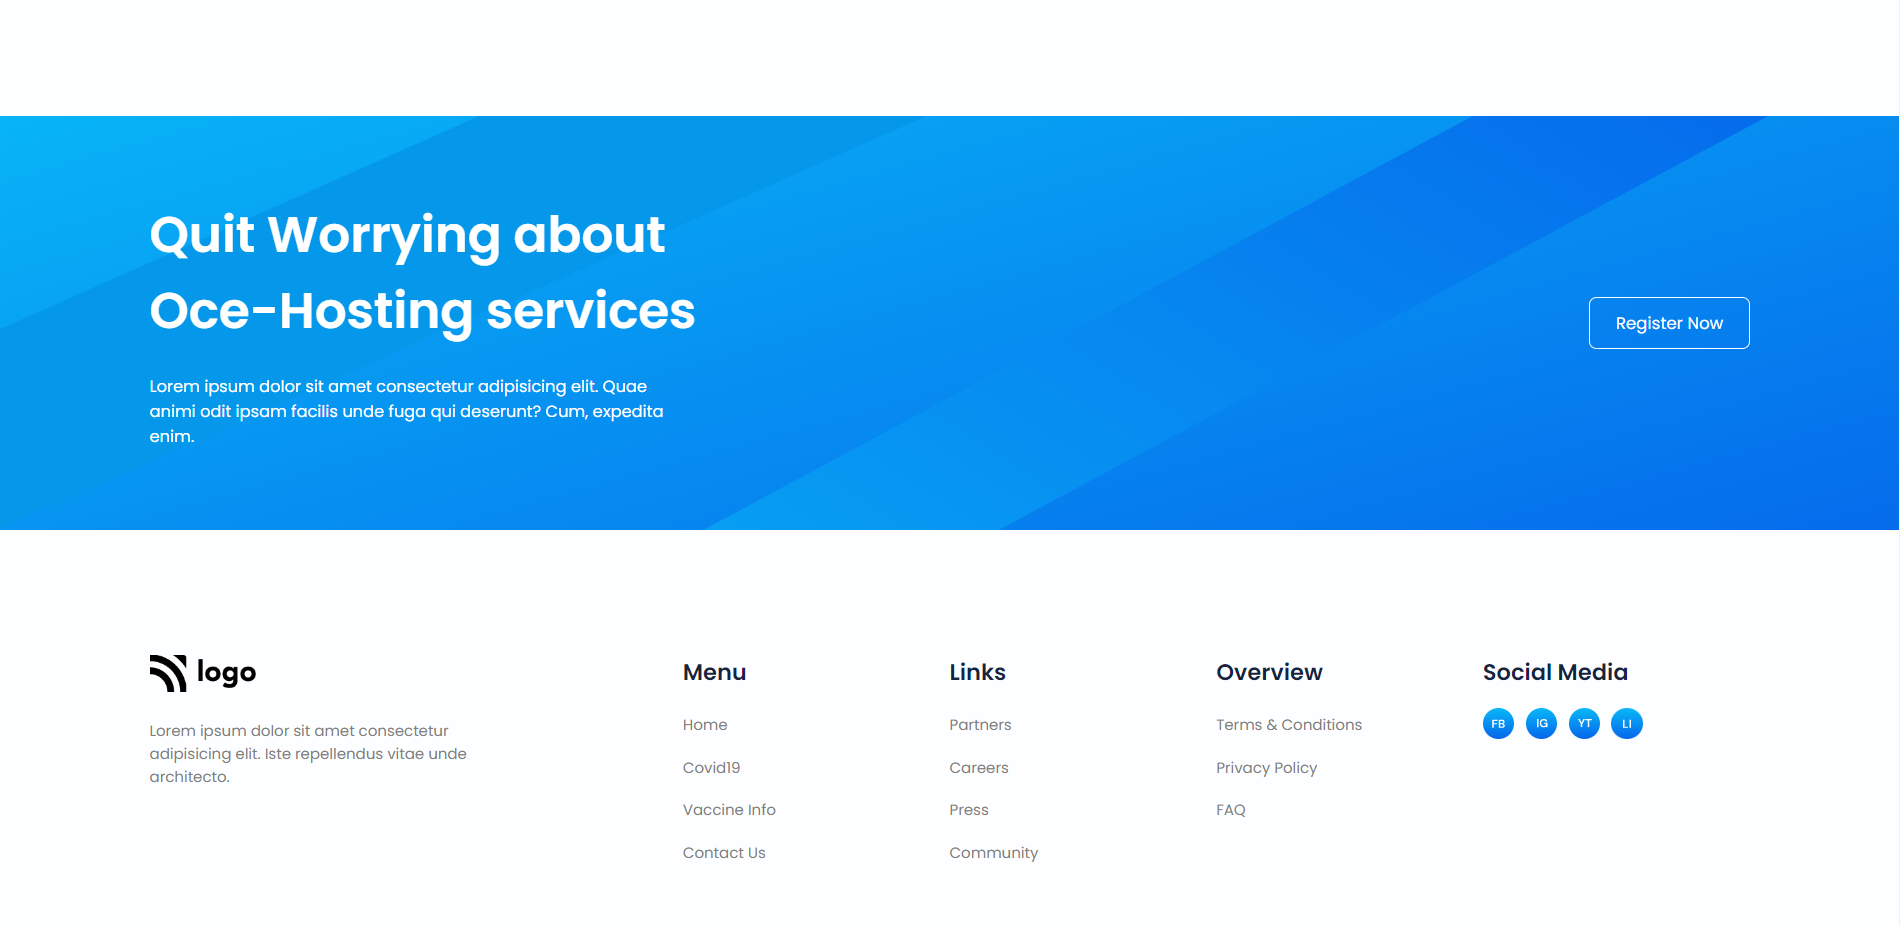 Quit Worrying about
Oce-Hosting services
Lorem ipsum dolor sit amet consectetur adipisicing elit. Quae
animi odit ipsam facilis unde fuga qui deserunt? Cum, expedita
enim.
Register Now
logo
Lorem ipsum dolor sit amet consectetur
adipisicing elit. Iste repellendus vitae unde
architecto.
Menu
Home
Covid19
Vaccine Info
Contact Us
Links
Partners
Careers
Press
Community
Overview
Terms & Conditions
Privacy Policy
FAQ
Social Media
FB IG YT LI